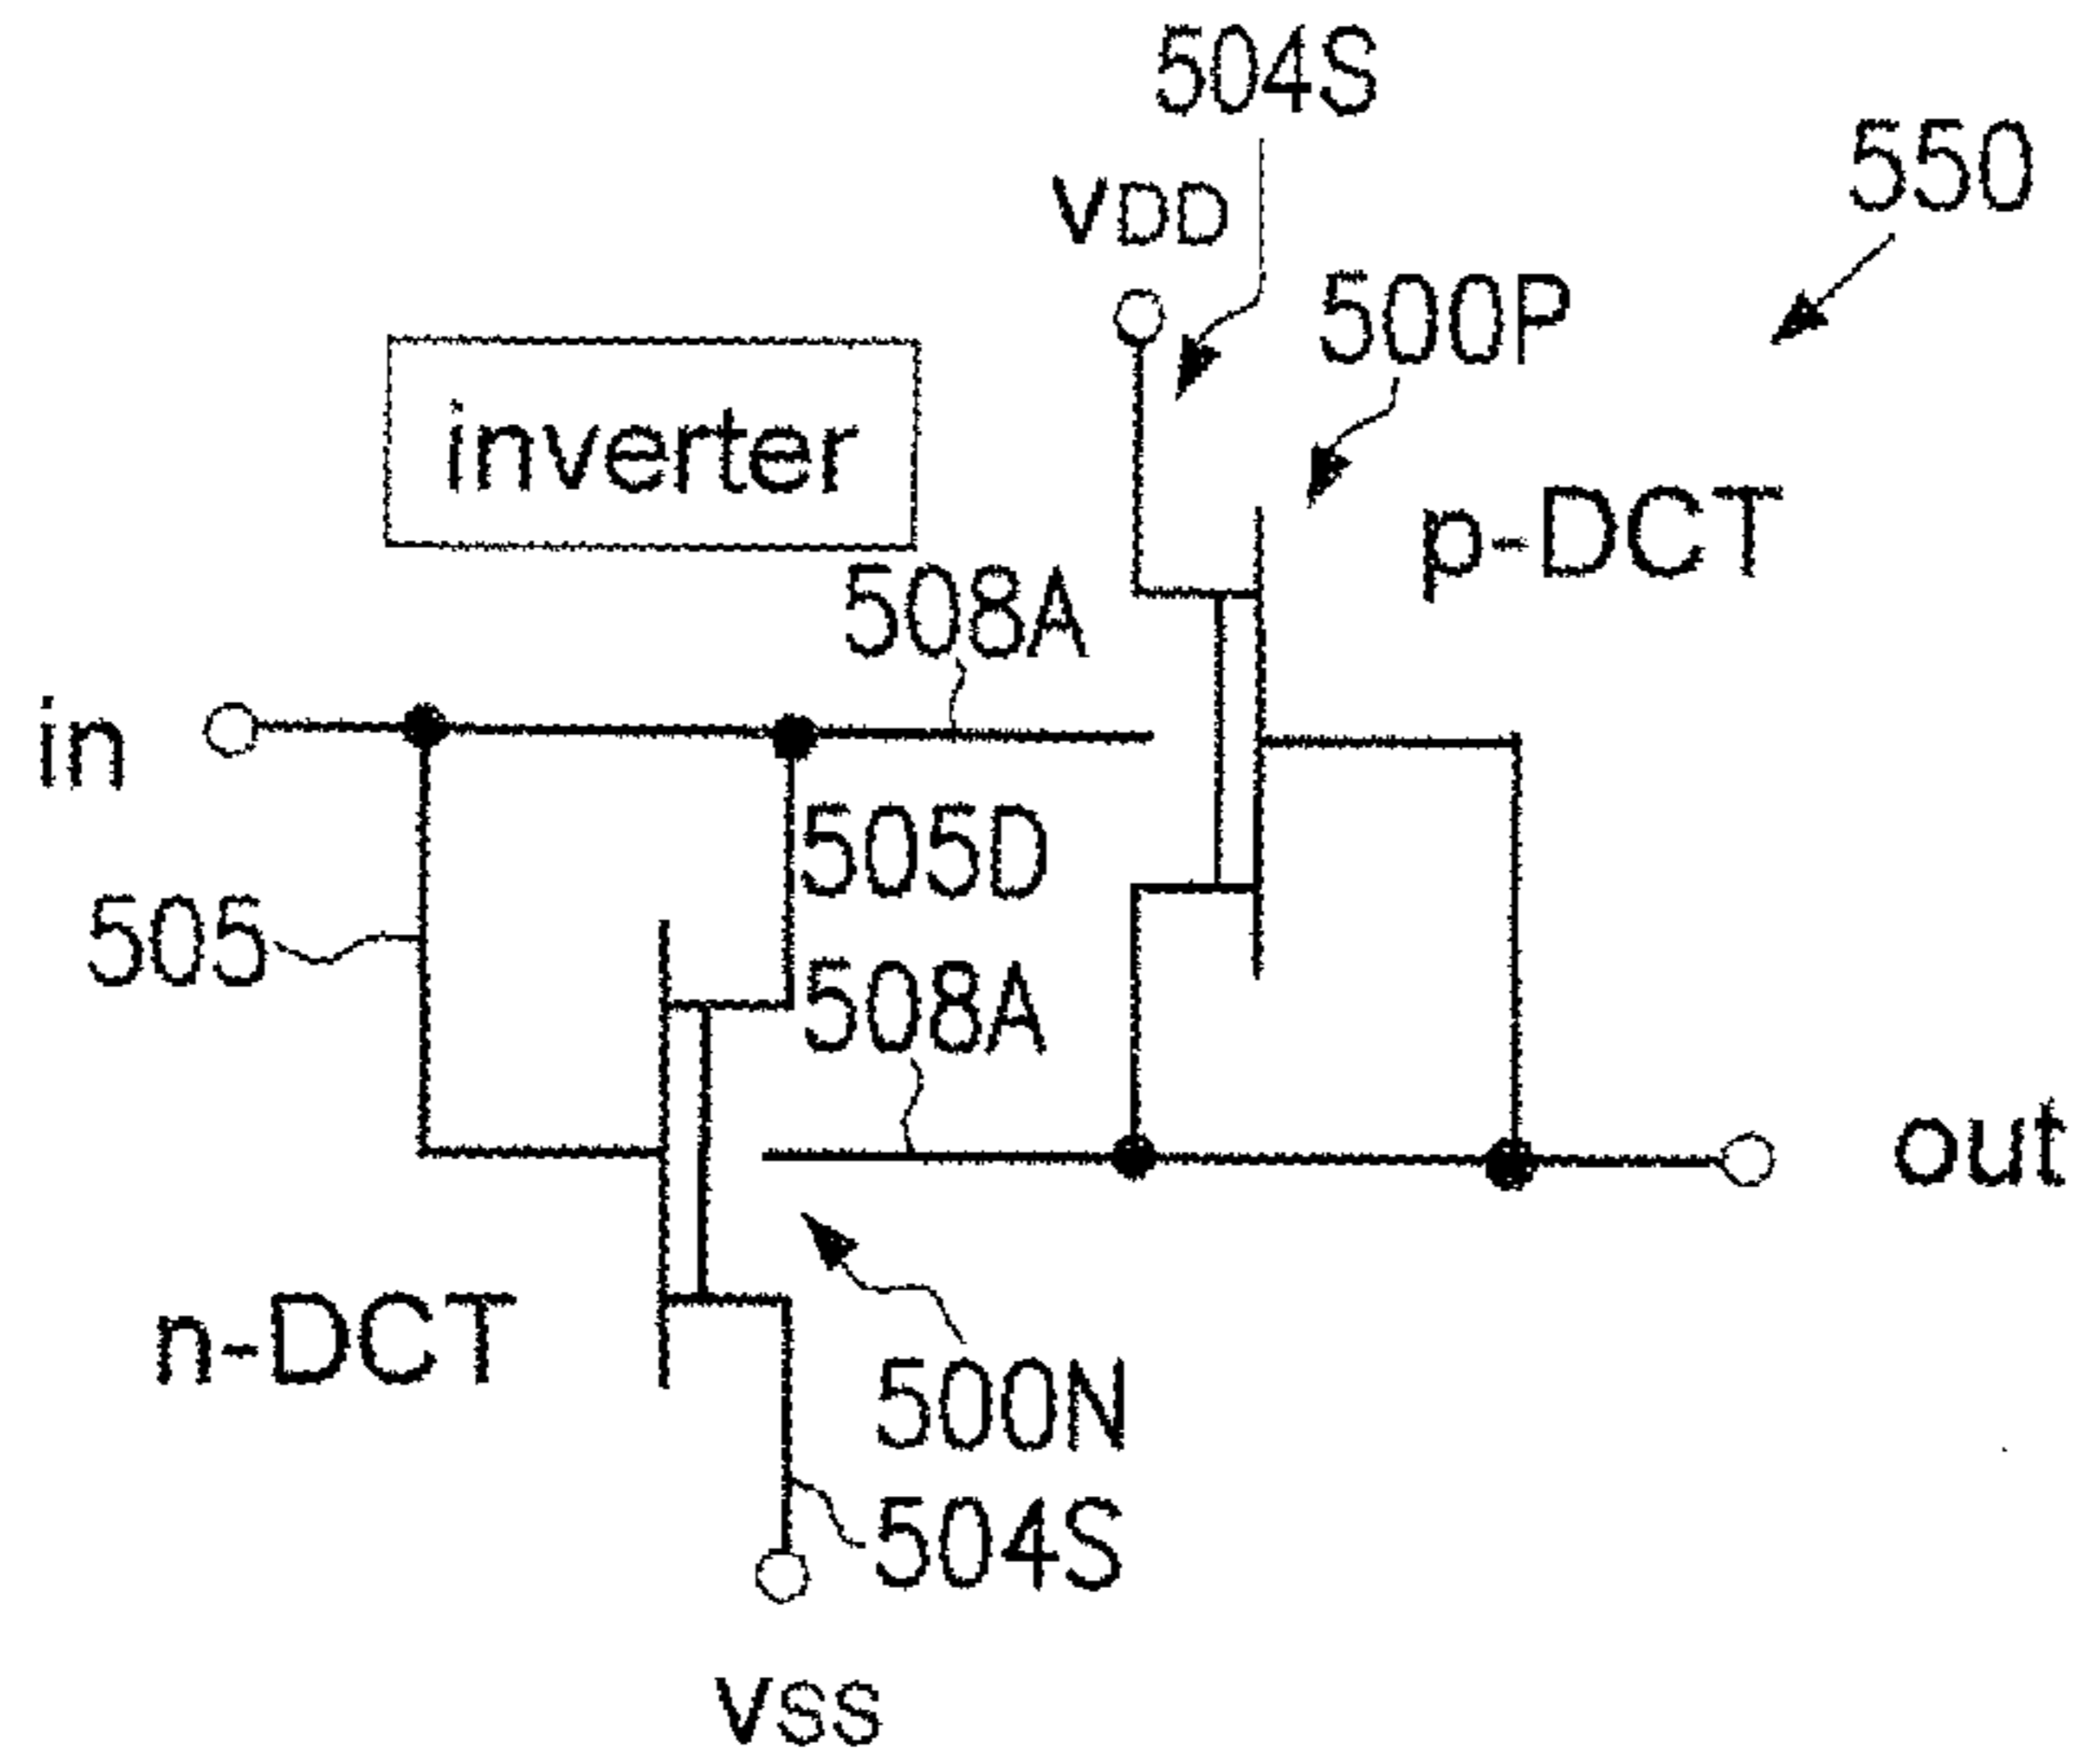 504S
550
VDD
500P
inverter
p-DCT
508A
in
505D
505
508A
out
n-DCT
500N
504S
VSS